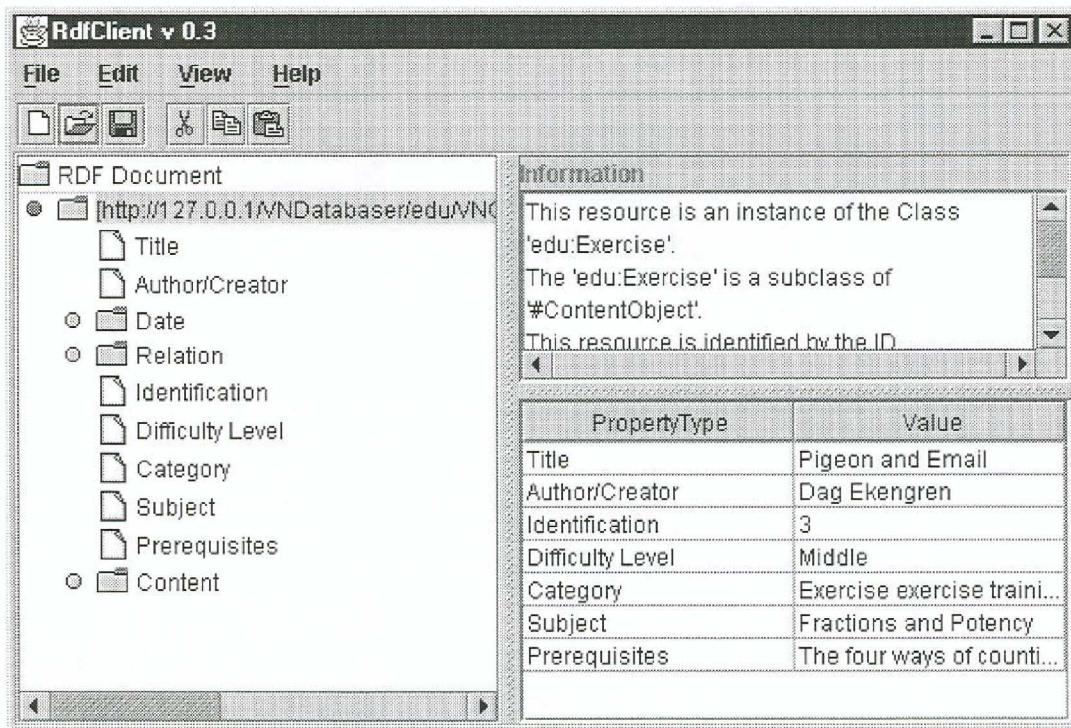 RdfClient v 0.3
File Edit View Help
RDF Document
[http://127.0.0.1/VNDatabaser/edu/VNC
Title
Author/Creator
Date
Relation
Identification
Difficulty Level
Category
Subject
Prerequisites
Content
Information
This resource is an instance of the Class
'edu:Exercise'.
The 'edu:Exercise' is a subclass of
'#ContentObject'.
This resource is identified by the ID
PropertyType Value
Title Pigeon and Email
Author/Creator Dag Ekengren
Identification 3
Difficulty Level Middle
Category Exercise exercise traini...
Subject Fractions and Potency
Prerequisites The four ways of counti...